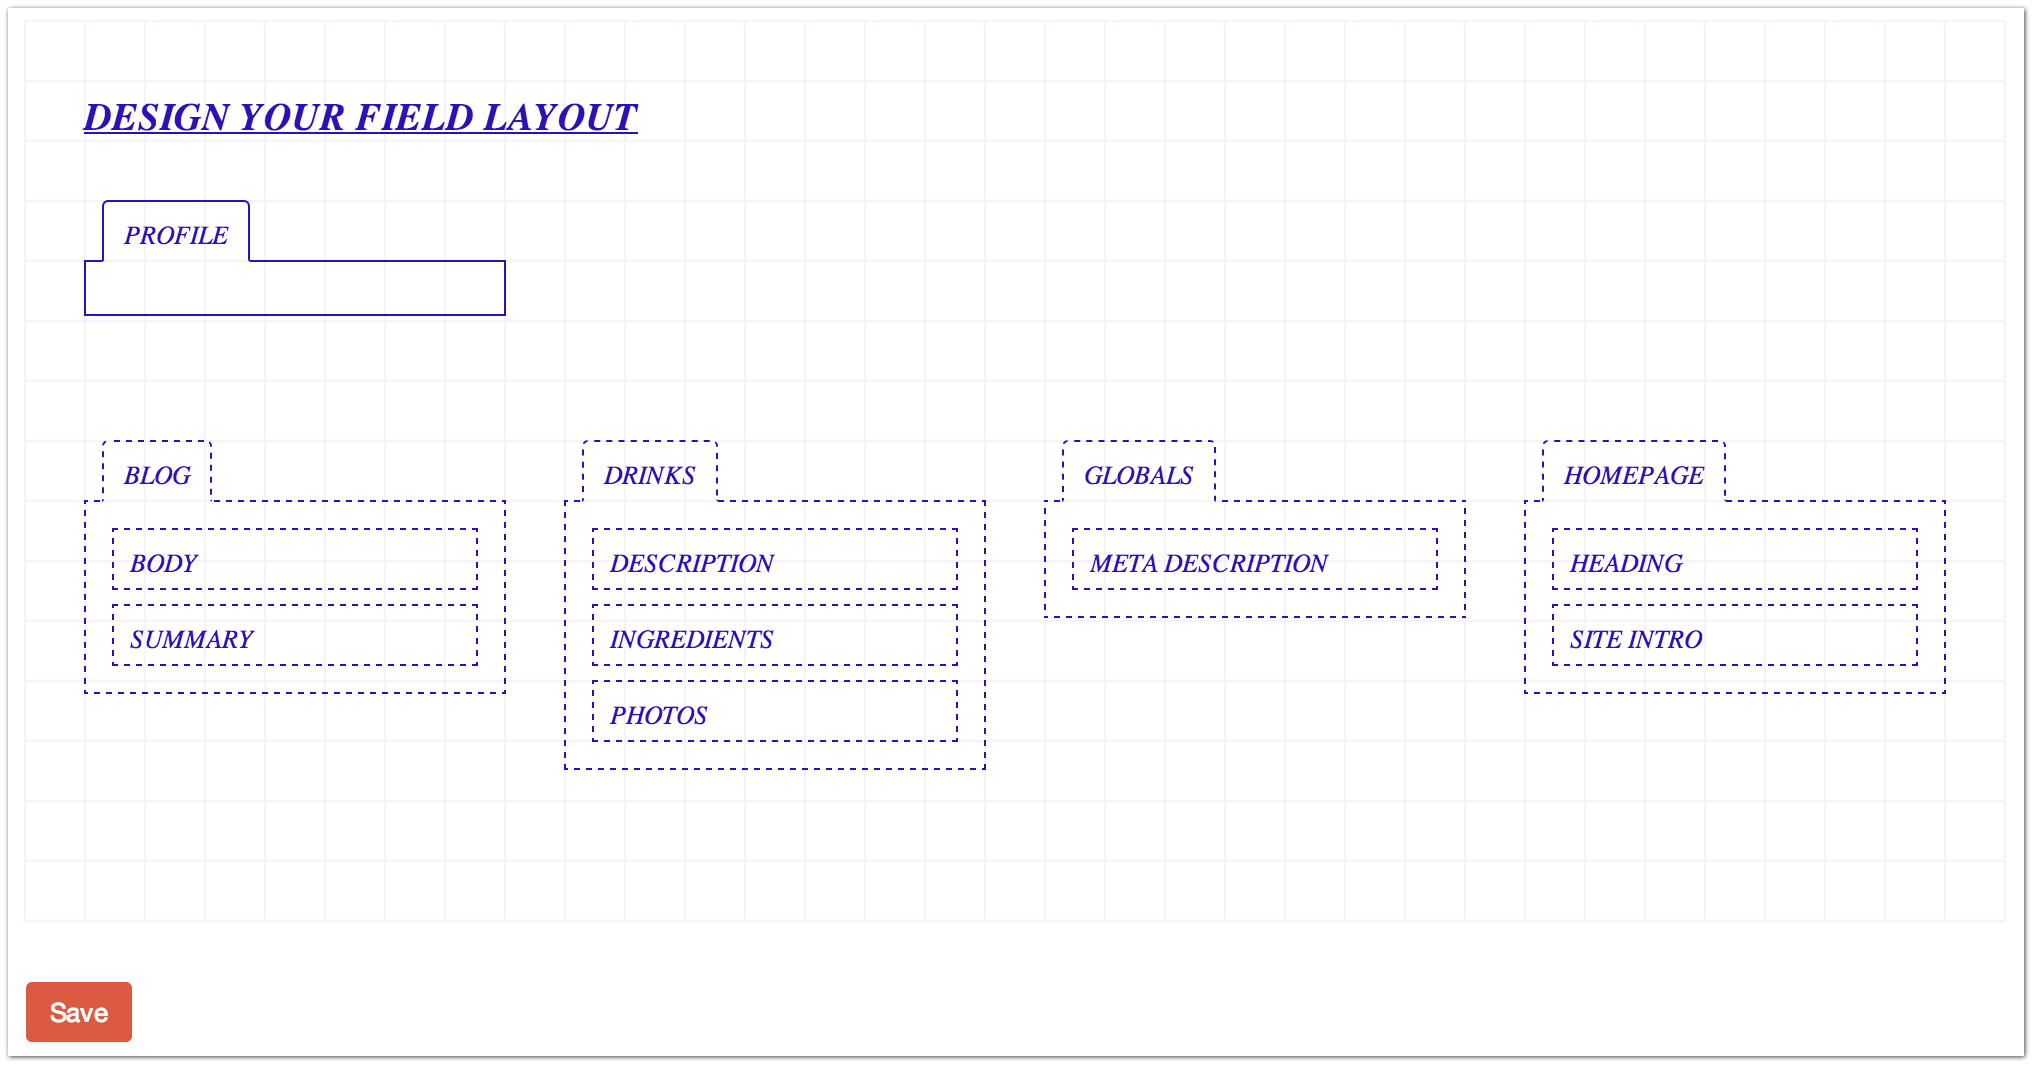 DESIGN YOUR FIELD LAYOUT
PROFILE
BLOG
BODY
SUMMARY
DRINKS
DESCRIPTION
INGREDIENTS
PHOTOS
GLOBALS
META DESCRIPTION
HOMEPAGE
HEADING
SITE INTRO
Save